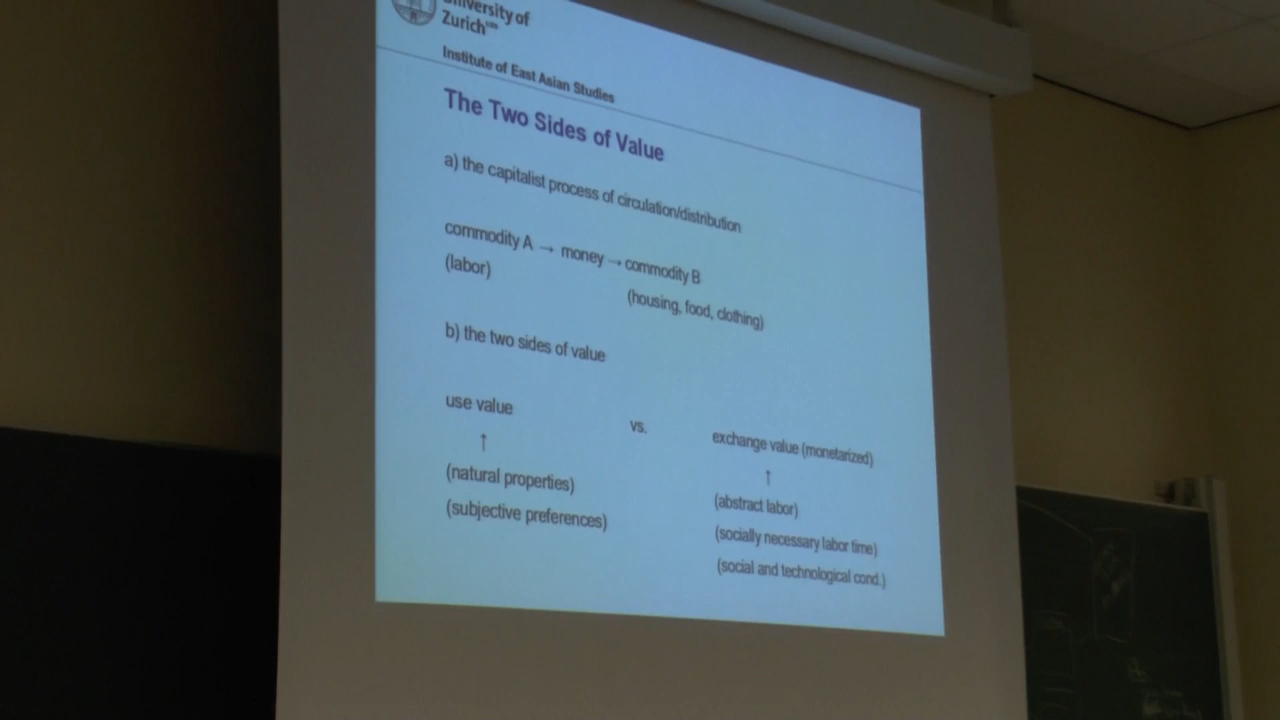 University of
Zurich
Institute of East Asian Studies
The Two Sides of Value
a) the capitalist process of circulation/distribution
commodity A → money → commodity B
(labor)
(housing, food, clothing)
b) the two sides of value
use value
vs.
exchange value (monetarized)
↑
↑
(natural properties)
(abstract labor)
(subjective preferences)
(socially necessary labor time)
(social and technological cond.)